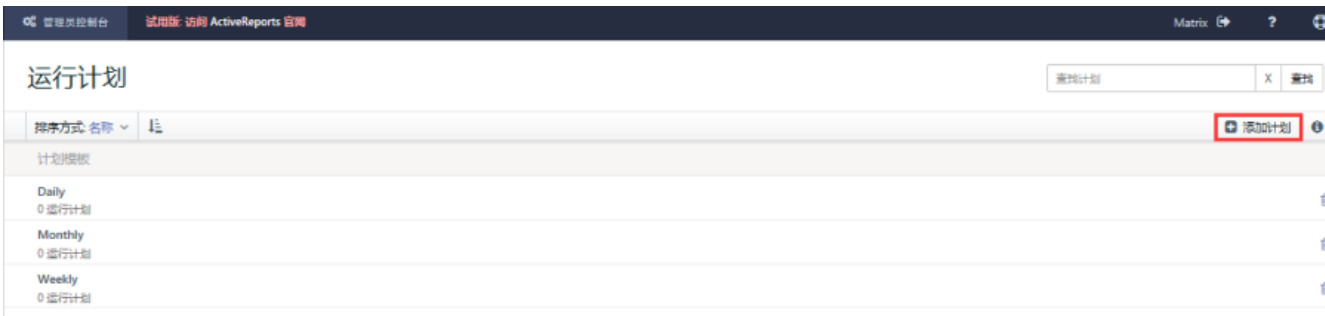 管理员控制台 试用版: 访问 ActiveReports 官网 Matrix ?
运行计划 查找计划 X 查找
排序方式: 名称 添加计划
计划模板
Daily
0 运行计划
Monthly
0 运行计划
Weekly
0 运行计划